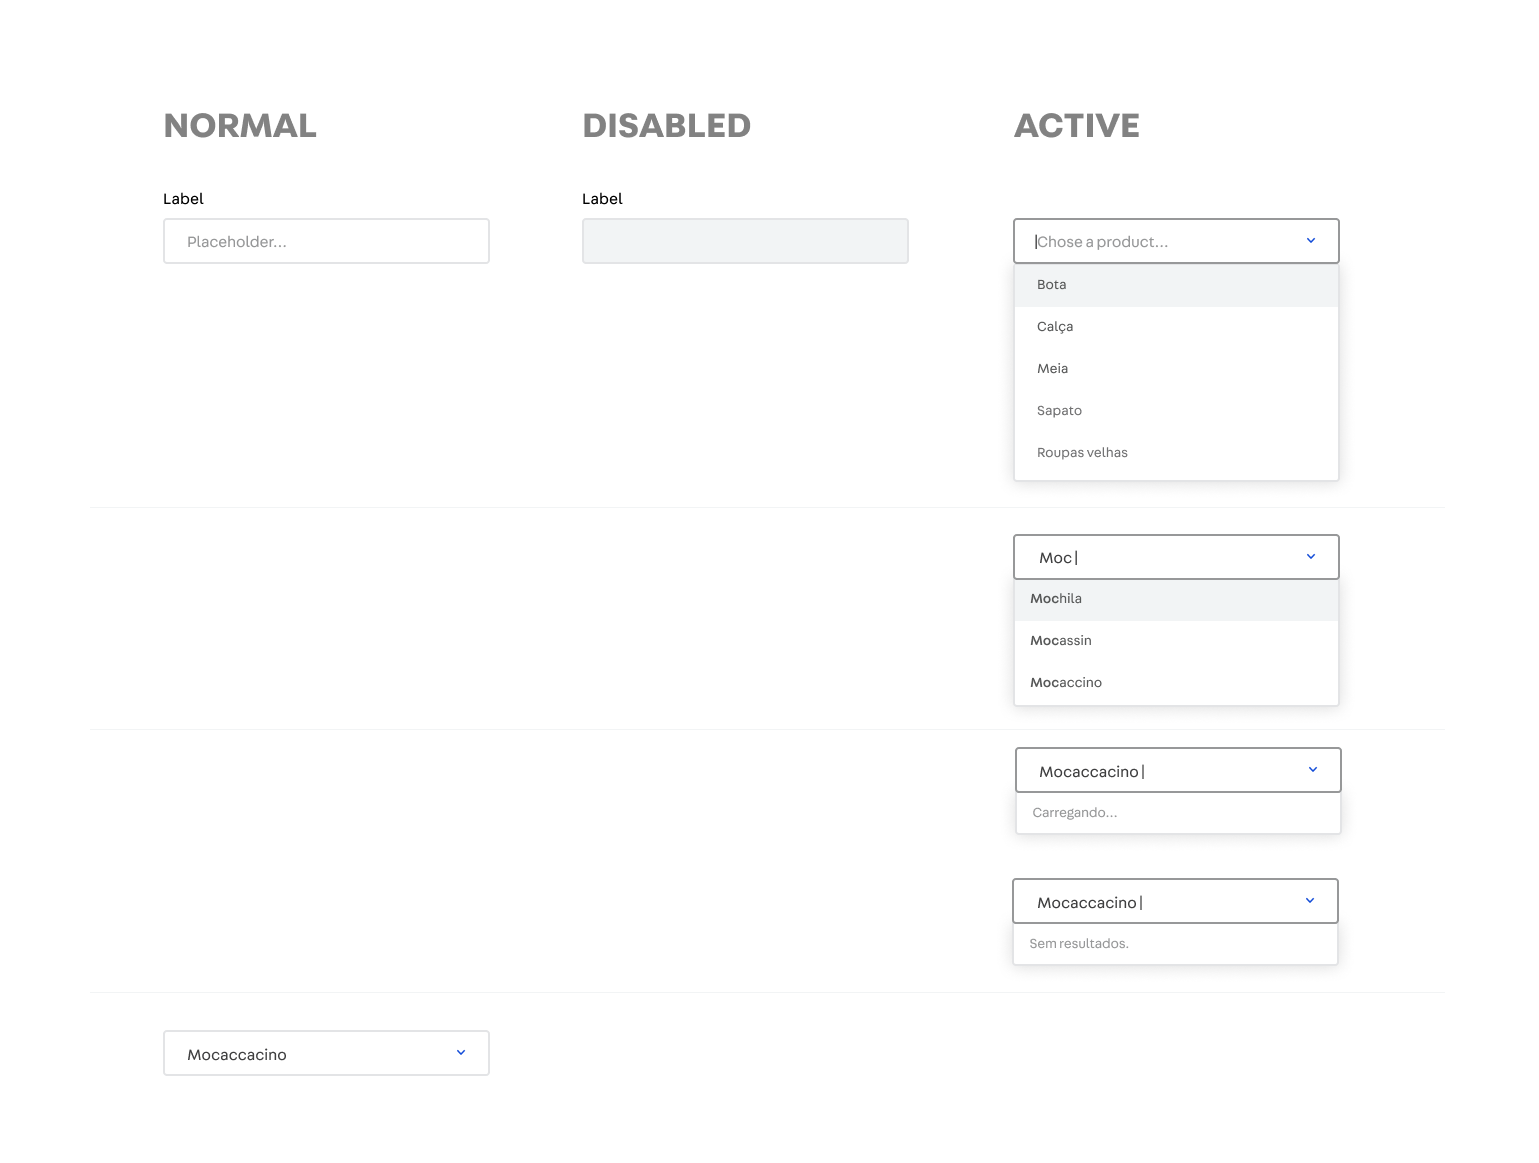 NORMAL
DISABLED
ACTIVE
Label
Label
Placeholder...
Chose a product...
Bota
Calça
Meia
Sapato
Roupas velhas
Moc
Mochila
Mocassin
Mocaccino
Mocaccacino
Carregando...
Mocaccacino
Sem resultados.
Mocaccacino